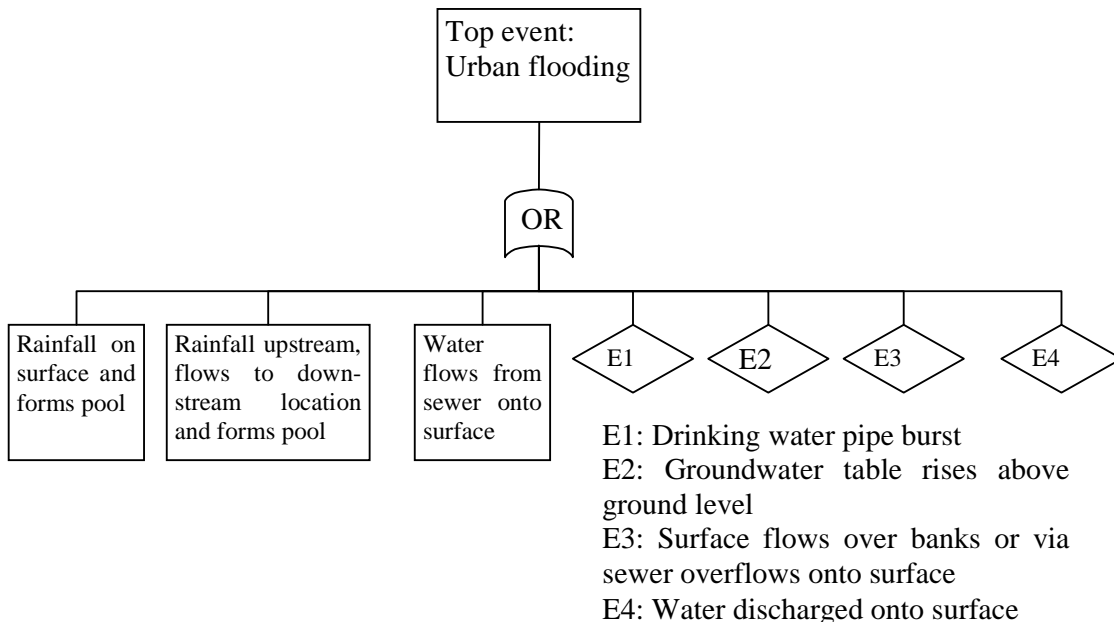 Top event:
Urban flooding
OR
Rainfall on
surface and
forms pool
Rainfall upstream,
flows to down-
stream location
and forms pool
Water
flows from
sewer onto
surface
E1
E2
E3
E4
E1: Drinking water pipe burst
E2: Groundwater table rises above
ground level
E3: Surface flows over banks or via
sewer overflows onto surface
E4: Water discharged onto surface